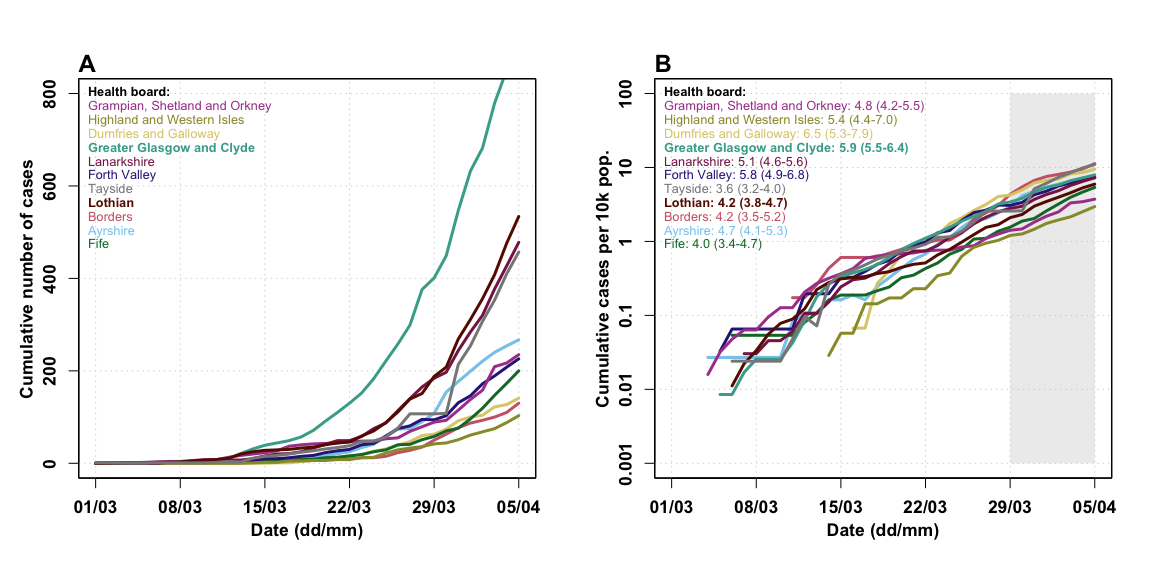 A
Health board:
Grampian, Shetland and Orkney
Highland and Western Isles
Dumfries and Galloway
Greater Glasgow and Clyde
Lanarkshire
Forth Valley
Tayside
Lothian
Borders
Ayrshire
Fife
Cumulative number of cases
800
600
400
200
0
01/03 08/03 15/03 22/03 29/03 05/04
Date (dd/mm)
B
Health board:
Grampian, Shetland and Orkney: 4.8 (4.2-5.5)
Highland and Western Isles: 5.4 (4.4-7.0)
Dumfries and Galloway: 6.5 (5.3-7.9)
Greater Glasgow and Clyde: 5.9 (5.5-6.4)
Lanarkshire: 5.1 (4.6-5.6)
Forth Valley: 5.8 (4.9-6.8)
Tayside: 3.6 (3.2-4.0)
Lothian: 4.2 (3.8-4.7)
Borders: 4.2 (3.5-5.2)
Ayrshire: 4.7 (4.1-5.3)
Fife: 4.0 (3.4-4.7)
Cumulative cases per 10k pop.
100
10
1
0.1
0.01
0.001
01/03 08/03 15/03 22/03 29/03 05/04
Date (dd/mm)